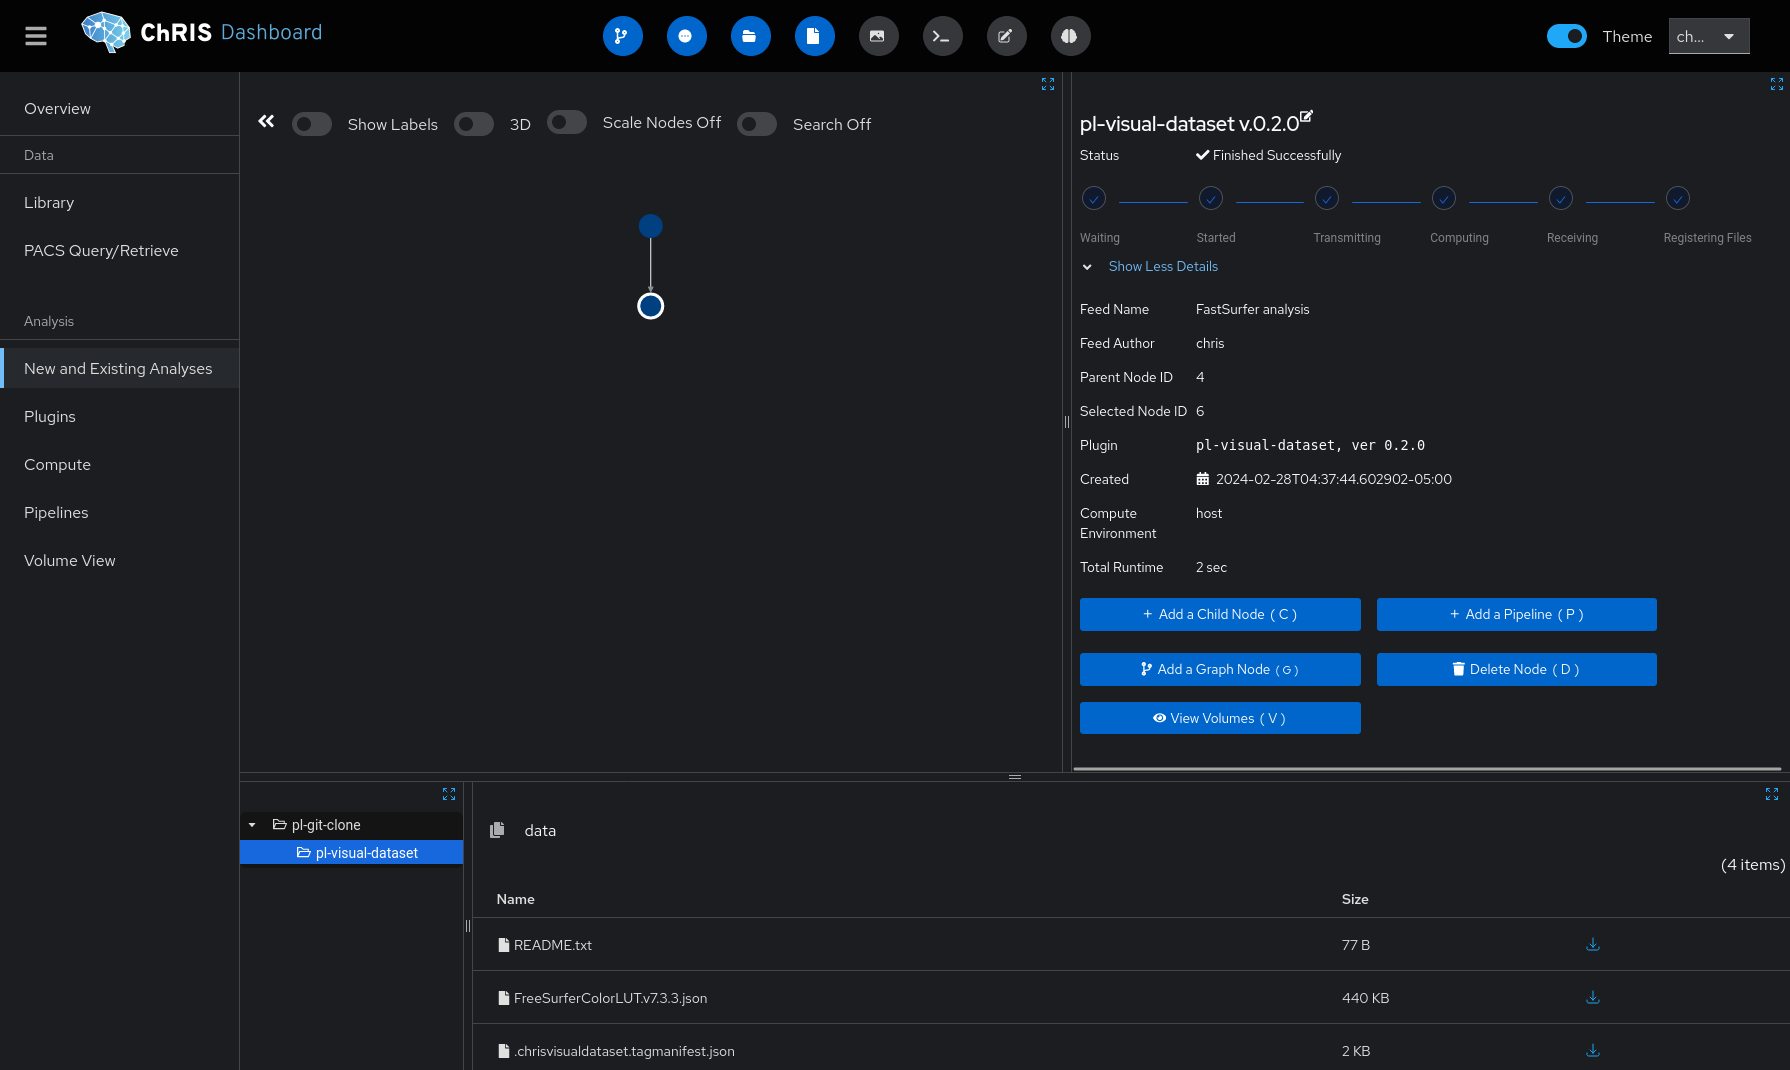 ChRIS Dashboard
Theme
ch...
Overview
Data
Library
PACS Query/Retrieve
Analysis
New and Existing Analyses
Plugins
Compute
Pipelines
Volume View
Show Labels
3D
Scale Nodes Off
Search Off
pl-visual-dataset v.0.2.0
Status Finished Successfully
Waiting Started Transmitting Computing Receiving Registering Files
Show Less Details
Feed Name FastSurfer analysis
Feed Author chris
Parent Node ID 4
Selected Node ID 6
Plugin pl-visual-dataset, ver 0.2.0
Created 2024-02-28T04:37:44.602902-05:00
Compute Environment host
Total Runtime 2 sec
+ Add a Child Node ( C )
+ Add a Pipeline ( P )
Add a Graph Node ( G )
Delete Node ( D )
View Volumes ( V )
pl-git-clone
pl-visual-dataset
data
(4 items)
Name Size
README.txt 77 B
FreeSurferColorLUT.v7.3.3.json 440 KB
.chrisvisualdataset.tagmanifest.json 2 KB